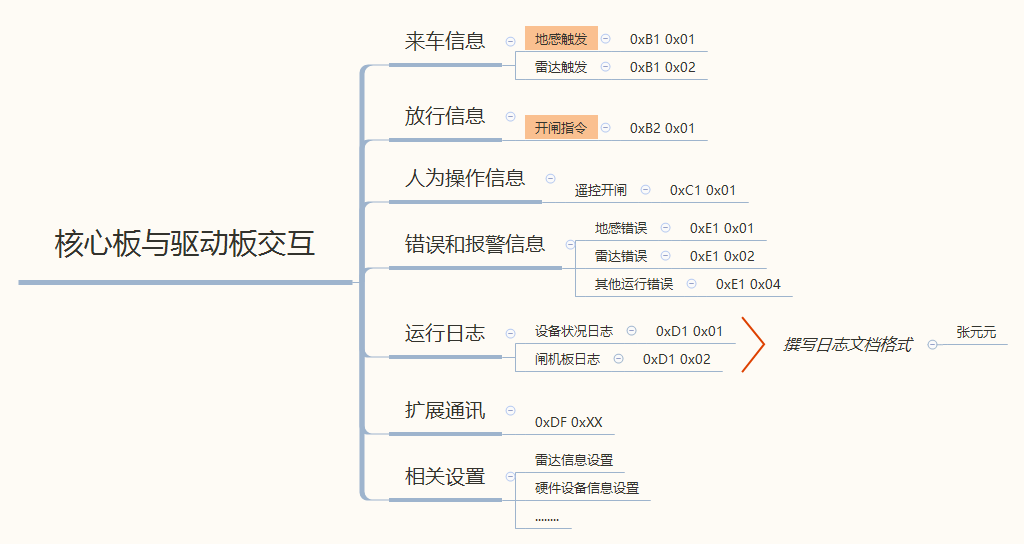 核心板与驱动板交互
来车信息
地感触发 0xB1 0x01
雷达触发 0xB1 0x02
放行信息
开闸指令 0xB2 0x01
人为操作信息
遥控开闸 0xC1 0x01
错误和报警信息
地感错误 0xE1 0x01
雷达错误 0xE1 0x02
其他运行错误 0xE1 0x04
运行日志
设备状况日志 0xD1 0x01
闸机板日志 0xD1 0x02
撰写日志文档格式
张元元
扩展通讯
0xDF 0xXX
相关设置
雷达信息设置
硬件设备信息设置
........